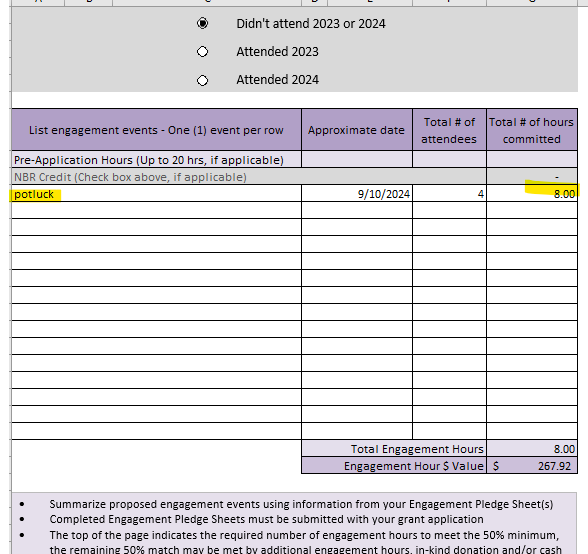 Didn't attend 2023 or 2024
Attended 2023
Attended 2024
List engagement events - One (1) event per row Approximate date Total # of attendees Total # of hours committed
Pre-Application Hours (Up to 20 hrs, if applicable)
NBR Credit (Check box above, if applicable) -
potluck 9/10/2024 4 8.00
Total Engagement Hours 8.00
Engagement Hour $ Value $ 267.92
• Summarize proposed engagement events using information from your Engagement Pledge Sheet(s)
• Completed Engagement Pledge Sheets must be submitted with your grant application
• The top of the page indicates the required number of engagement hours to meet the 50% minimum,
the remaining 50% match may be met by additional engagement hours, in-kind donation and/or cash